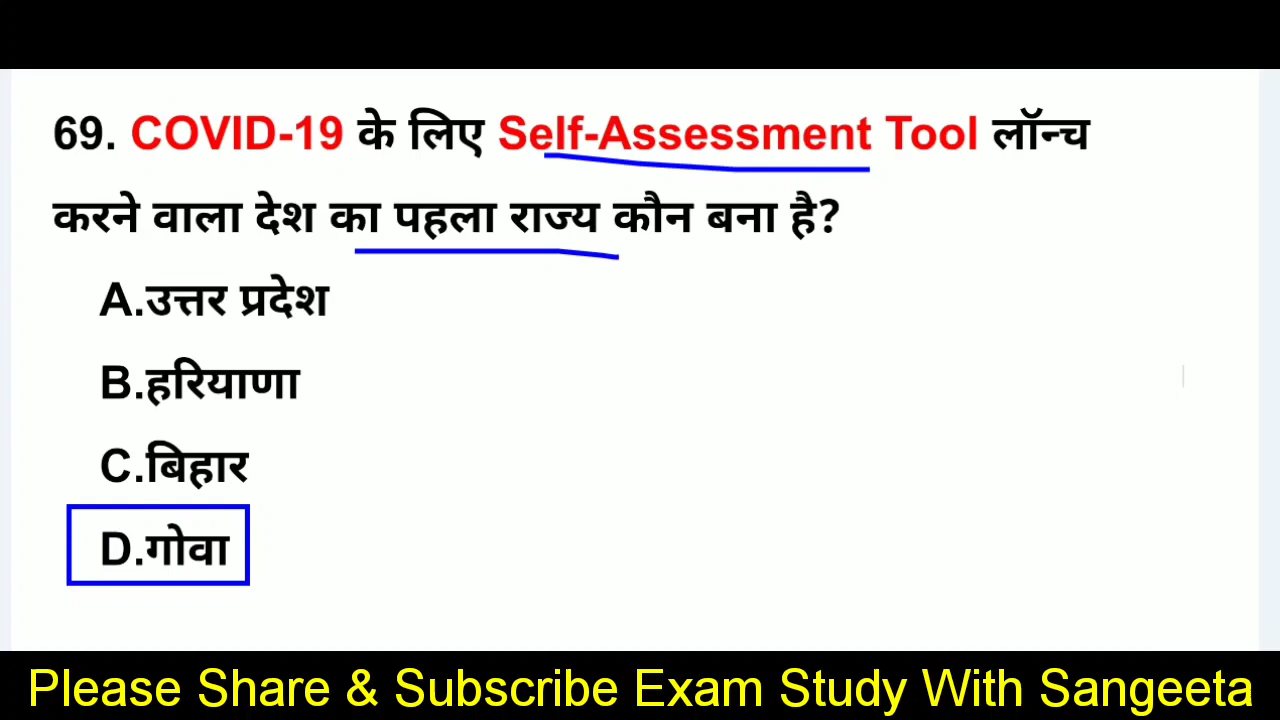 69. COVID-19 के लिए Self-Assessment Tool लॉन्च
करने वाला देश का पहला राज्य कौन बना है?
A.उत्तर प्रदेश
B.हरियाणा
C.बिहार
D.गोवा
Please Share & Subscribe Exam Study With Sangeeta